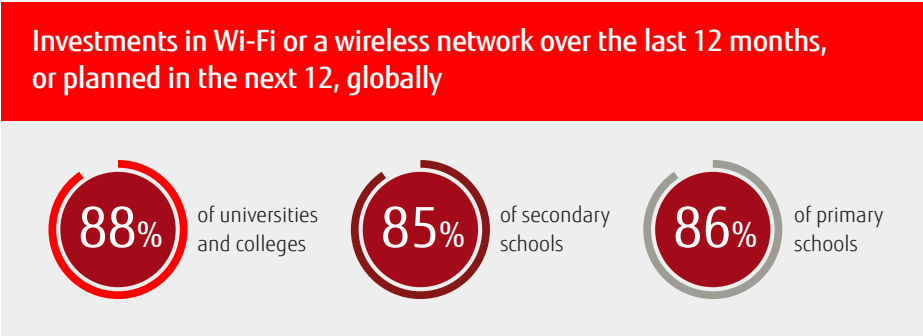 Investments in Wi-Fi or a wireless network over the last 12 months,
or planned in the next 12, globally
88%
of universities
and colleges
85%
of secondary
schools
86%
of primary
schools